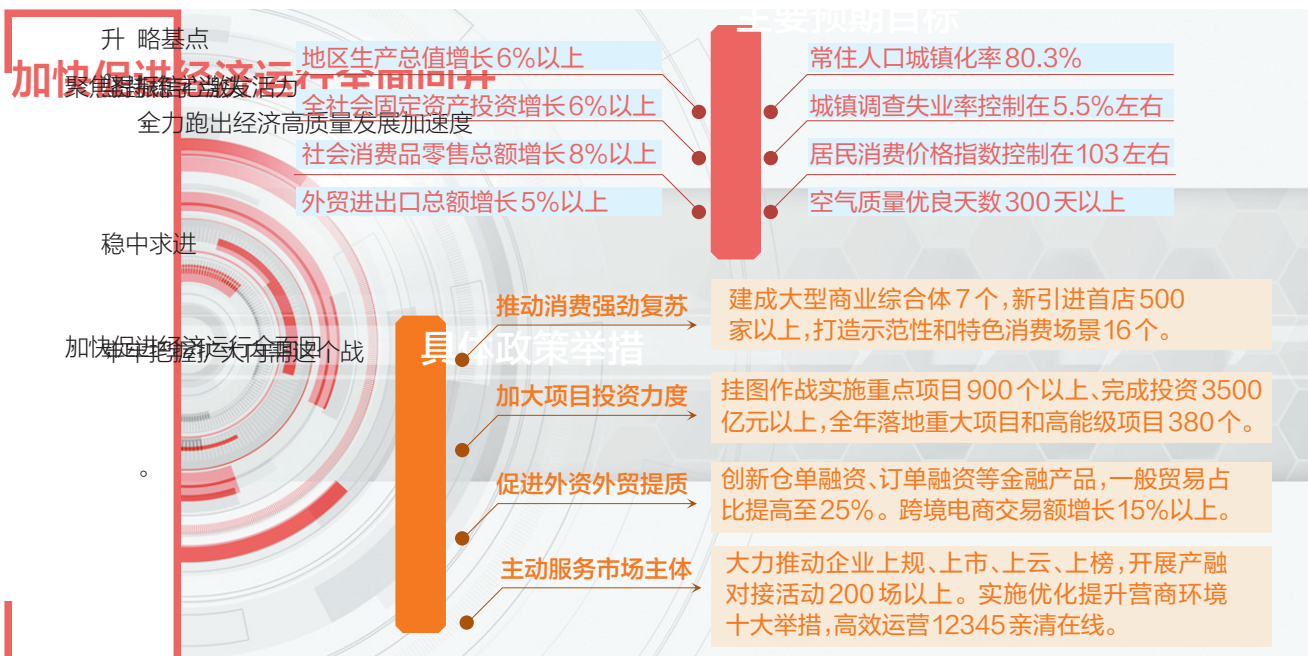 主要预期目标
升 略基点
加快促进经济运行全面回升
全力跑出经济高质量发展加速度
地区生产总值增长6%以上
全社会固定资产投资增长6%以上
社会消费品零售总额增长8%以上
外贸进出口总额增长5%以上
常住人口城镇化率80.3%
城镇调查失业率控制在5.5%左右
居民消费价格指数控制在103左右
空气质量优良天数300天以上
稳中求进
具体政策举措
推动消费强劲复苏
建成大型商业综合体7个,新引进首店500
家以上,打造示范性和特色消费场景16个。
加大项目投资力度
挂图作战实施重点项目900个以上、完成投资3500
亿元以上,全年落地重大项目和高能级项目380个。
促进外资外贸提质
创新仓单融资、订单融资等金融产品,一般贸易占
比提高至25%。跨境电商交易额增长15%以上。
主动服务市场主体
大力推动企业上规、上市、上云、上榜,开展产融
对接活动200场以上。实施优化提升营商环境
十大举措,高效运营12345亲清在线。
。